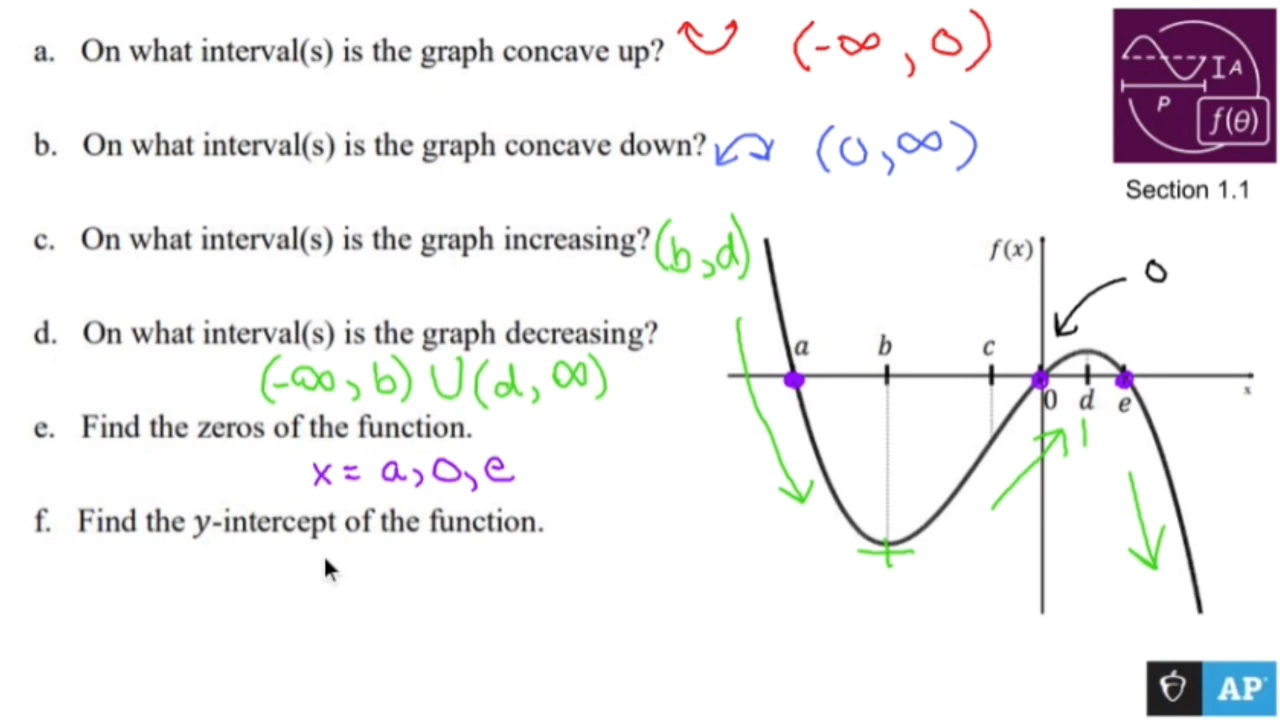 a. On what interval(s) is the graph concave up? (-∞, 0)
b. On what interval(s) is the graph concave down? (0, ∞)
c. On what interval(s) is the graph increasing? (b, d)
d. On what interval(s) is the graph decreasing?
(-∞, b) ∪ (d, ∞)
e. Find the zeros of the function.
x = a, 0, e
f. Find the y-intercept of the function.
I A
P
f(θ)
Section 1.1
f(x)
0
a b c
x
0 d e
AP